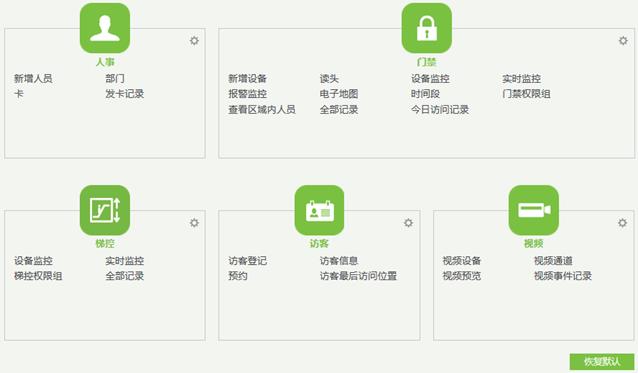 人事
新增人员 部门
卡 发卡记录
门禁
新增设备 读头 设备监控 实时监控
报警监控 电子地图 时间段 门禁权限组
查看区域内人员 全部记录 今日访问记录
梯控
设备监控 实时监控
梯控权限组 全部记录
访客
访客登记 访客信息
预约 访客最后访问位置
视频
视频设备 视频通道
视频预览 视频事件记录
恢复默认